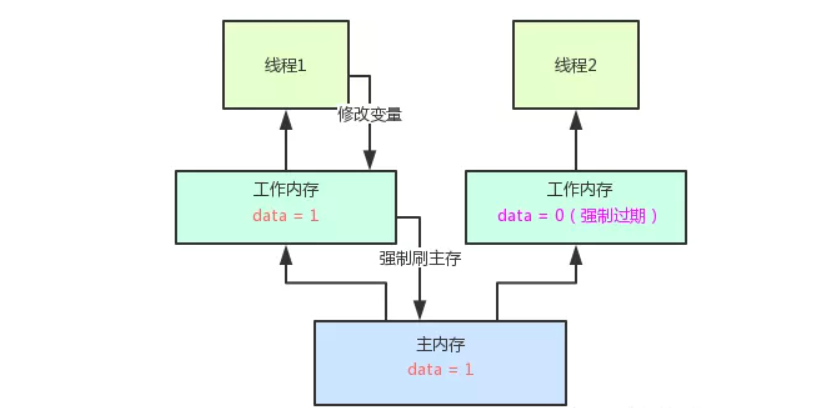 线程1
线程2
修改变量
工作内存
data = 1
工作内存
data = 0（强制过期）
强制刷主存
主内存
data = 1